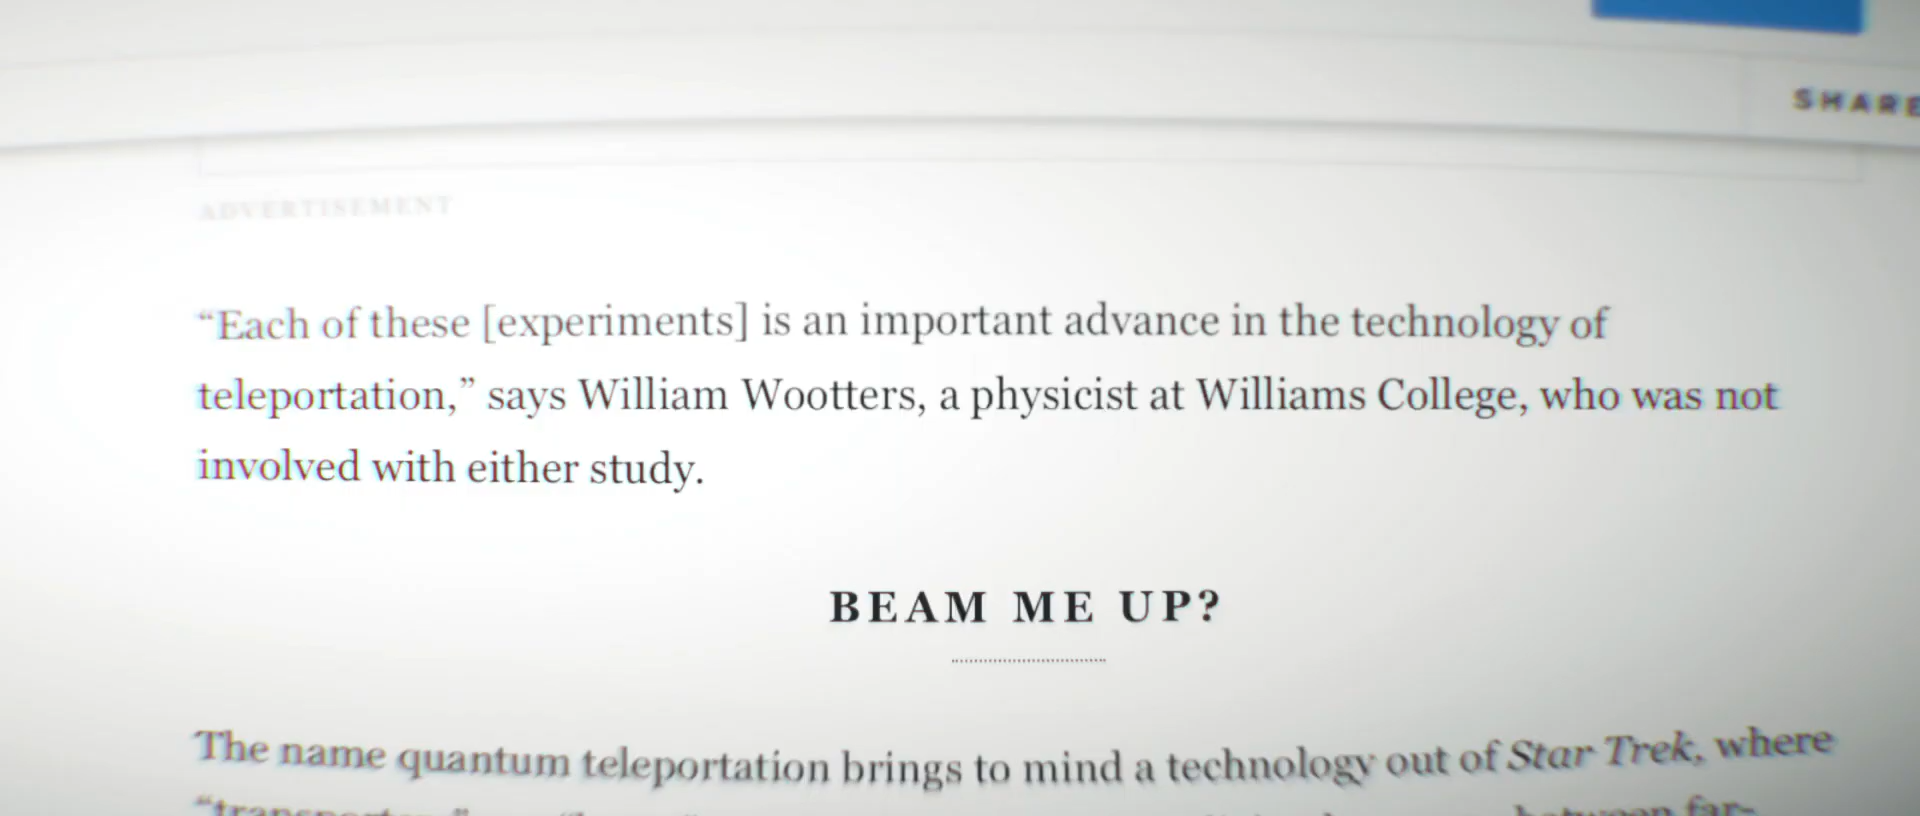 SHARE
ADVERTISEMENT
“Each of these [experiments] is an important advance in the technology of
teleportation,” says William Wootters, a physicist at Williams College, who was not
involved with either study.
BEAM ME UP?
The name quantum teleportation brings to mind a technology out of Star Trek, where
between far-